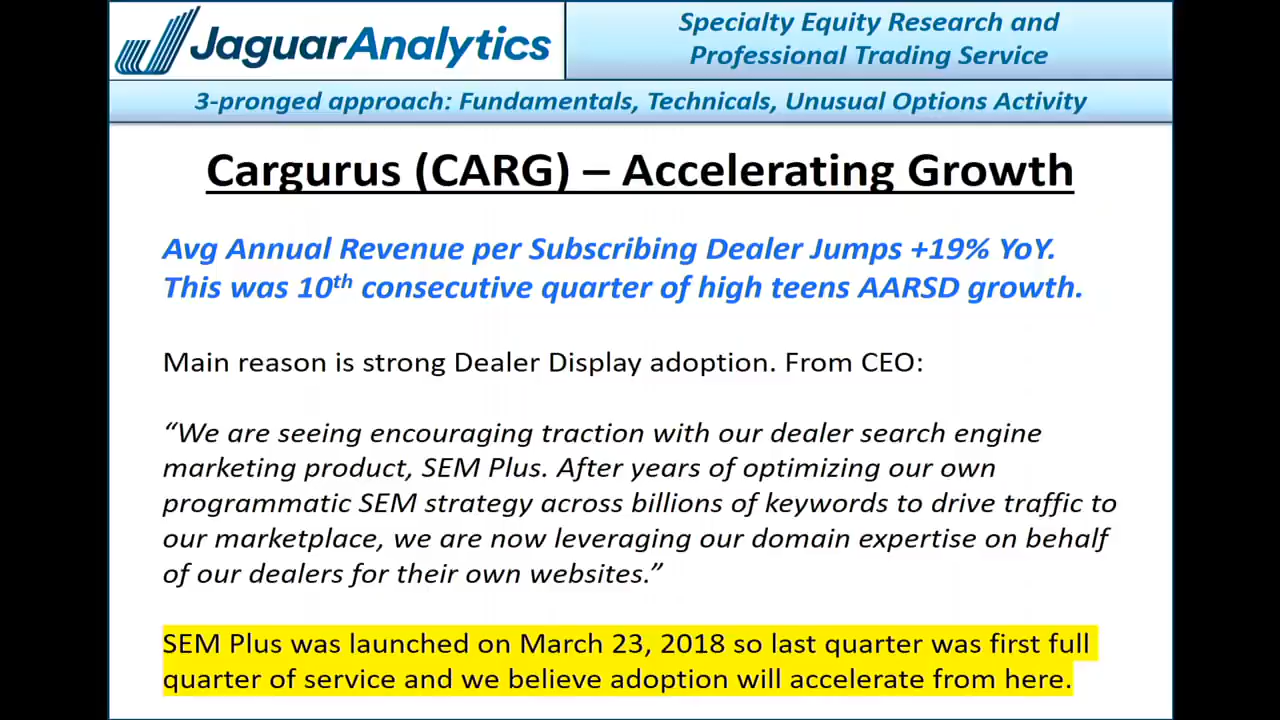 JaguarAnalytics
Specialty Equity Research and
Professional Trading Service
3-pronged approach: Fundamentals, Technicals, Unusual Options Activity
Cargurus (CARG) – Accelerating Growth
Avg Annual Revenue per Subscribing Dealer Jumps +19% YoY.
This was 10th consecutive quarter of high teens AARSD growth.
Main reason is strong Dealer Display adoption. From CEO:
“We are seeing encouraging traction with our dealer search engine
marketing product, SEM Plus. After years of optimizing our own
programmatic SEM strategy across billions of keywords to drive traffic to
our marketplace, we are now leveraging our domain expertise on behalf
of our dealers for their own websites.”
SEM Plus was launched on March 23, 2018 so last quarter was first full
quarter of service and we believe adoption will accelerate from here.